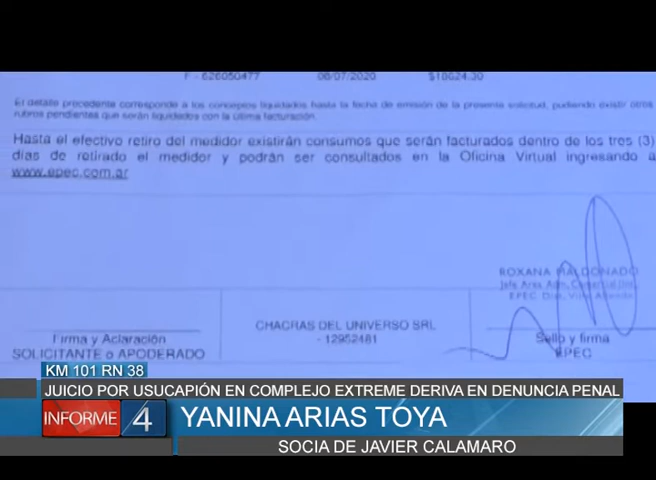 F - 626050477 08/07/2020 $18624.30
El detalle precedente corresponde a los conceptos liquidados hasta la fecha de emisión de la presente solicitud, pudiendo existir otros
rubros pendientes que serán liquidados con la última facturación.
Hasta el efectivo retiro del medidor existirán consumos que serán facturados dentro de los tres (3)
días de retirado el medidor y podrán ser consultados en la Oficina Virtual ingresando a
www.epec.com.ar
ROXANA MALDONADO
EPEC
Firma y Aclaración
SOLICITANTE o APODERADO
CHACRAS DEL UNIVERSO SRL
- 12952481
Sello y firma
EPEC
KM 101 RN 38
JUICIO POR USUCAPIÓN EN COMPLEJO EXTREME DERIVA EN DENUNCIA PENAL
INFORME 4
YANINA ARIAS TOYA
SOCIA DE JAVIER CALAMARO